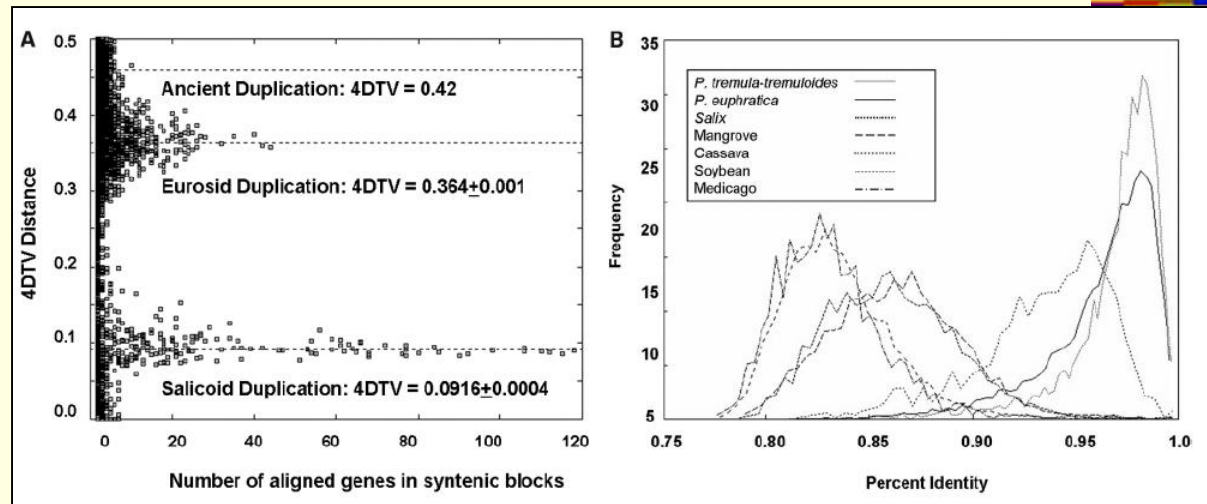 A
0.5
0.4
0.3
0.2
0.1
0.0
4DTV Distance
Ancient Duplication: 4DTV = 0.42
Eurosid Duplication: 4DTV = 0.364±0.001
Salicoid Duplication: 4DTV = 0.0916±0.0004
0 20 40 60 80 100 120
Number of aligned genes in syntenic blocks
B
35
30
25
20
15
10
5
Frequency
P. tremula-tremuloides
P. euphratica
Salix
Mangrove
Cassava
Soybean
Medicago
0.75 0.80 0.85 0.90 0.95 1.0
Percent Identity